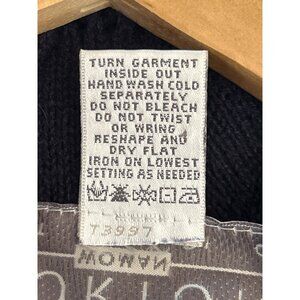 TURN GARMENT
INSIDE OUT
HAND WASH COLD
SEPARATELY
DO NOT BLEACH
DO NOT TWIST
OR WRING
RESHAPE AND
DRY FLAT
IRON ON LOWEST
SETTING AS NEEDED
T3997
WOMAN